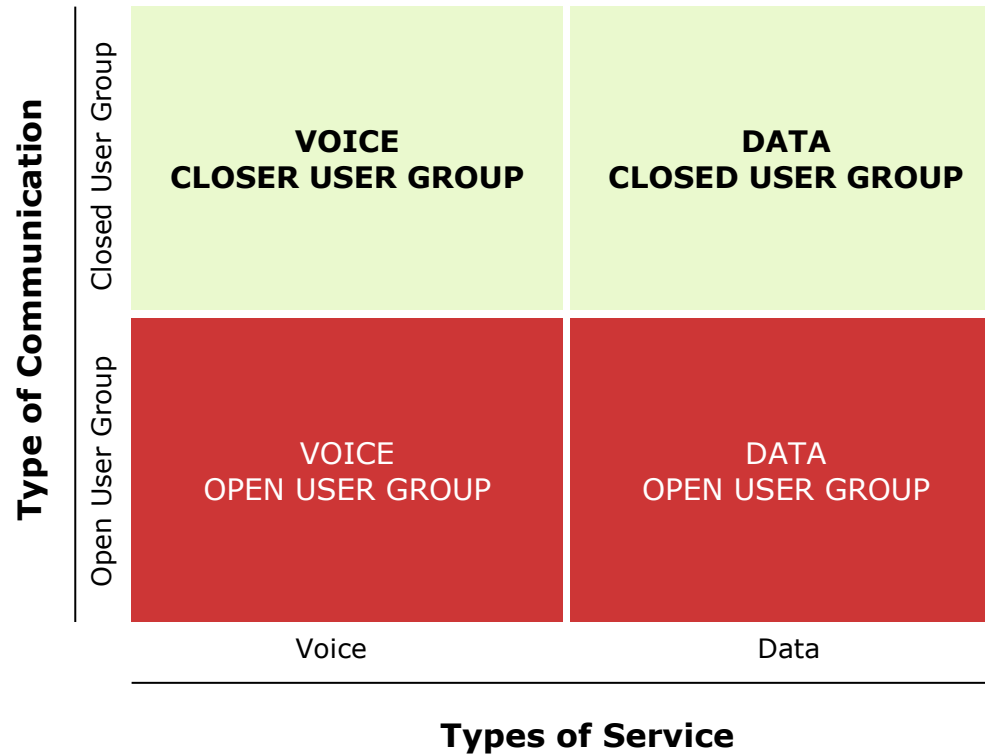 Type of Communication
Closed User Group
VOICE
CLOSER USER GROUP
DATA
CLOSED USER GROUP
Open User Group
VOICE
OPEN USER GROUP
DATA
OPEN USER GROUP
Voice
Data
Types of Service